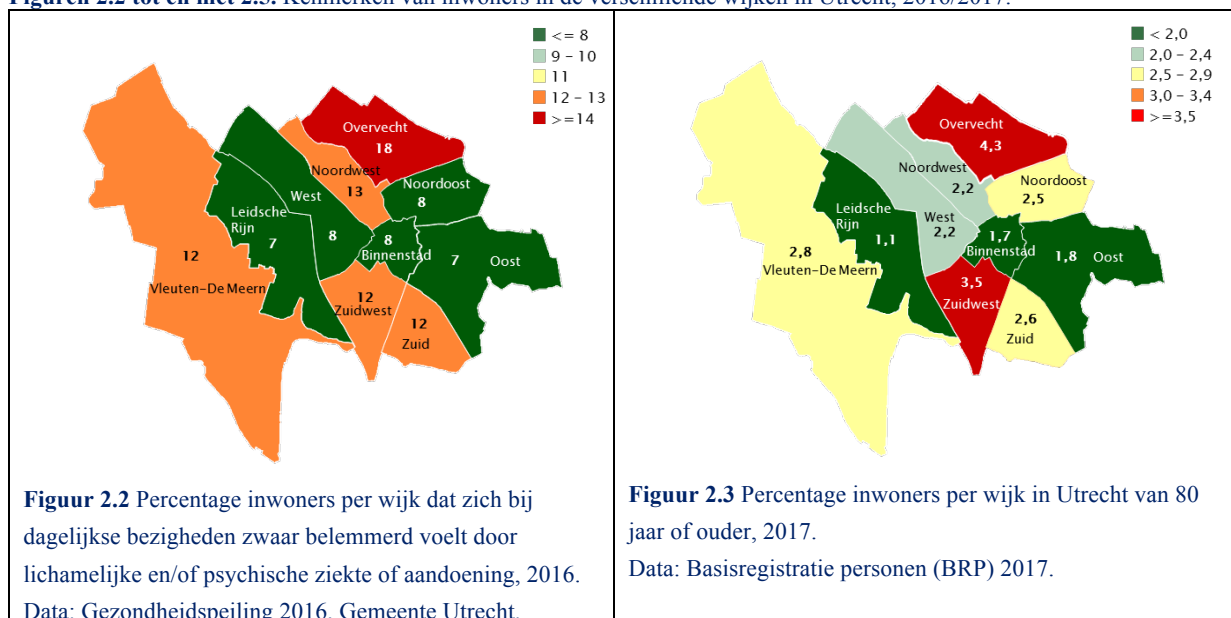 Figuren 2.2 tot en met 2.5. Kenmerken van inwoners in de verschillende wijken in Utrecht, 2016/2017.
<= 8
9 – 10
11
12 – 13
>=14
Overvecht
18
Noordwest
13
Noordoost
8
West
8
Leidsche
Rijn
7
8
Binnenstad
7
Oost
12
Vleuten-De Meern
12
Zuidwest
12
Zuid
Figuur 2.2 Percentage inwoners per wijk dat zich bij
dagelijkse bezigheden zwaar belemmerd voelt door
lichamelijke en/of psychische ziekte of aandoening, 2016.
Data: Gezondheidspeiling 2016. Gemeente Utrecht.
< 2,0
2,0 – 2,4
2,5 – 2,9
3,0 – 3,4
>=3,5
Overvecht
4,3
Noordwest
2,2
Noordoost
2,5
Leidsche
Rijn
1,1
West
2,2
1,7
Binnenstad
1,8
Oost
2,8
Vleuten-De Meern
3,5
Zuidwest
2,6
Zuid
Figuur 2.3 Percentage inwoners per wijk in Utrecht van 80
jaar of ouder, 2017.
Data: Basisregistratie personen (BRP) 2017.